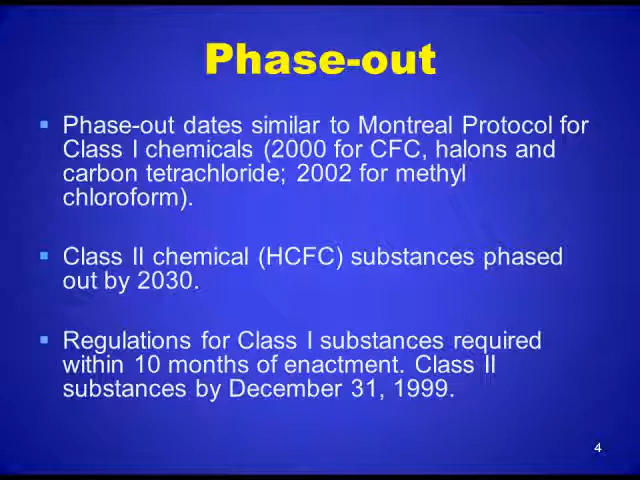 Phase-out
Phase-out dates similar to Montreal Protocol for
Class I chemicals (2000 for CFC, halons and
carbon tetrachloride; 2002 for methyl
chloroform).
Class II chemical (HCFC) substances phased
out by 2030.
Regulations for Class I substances required
within 10 months of enactment. Class II
substances by December 31, 1999.
4